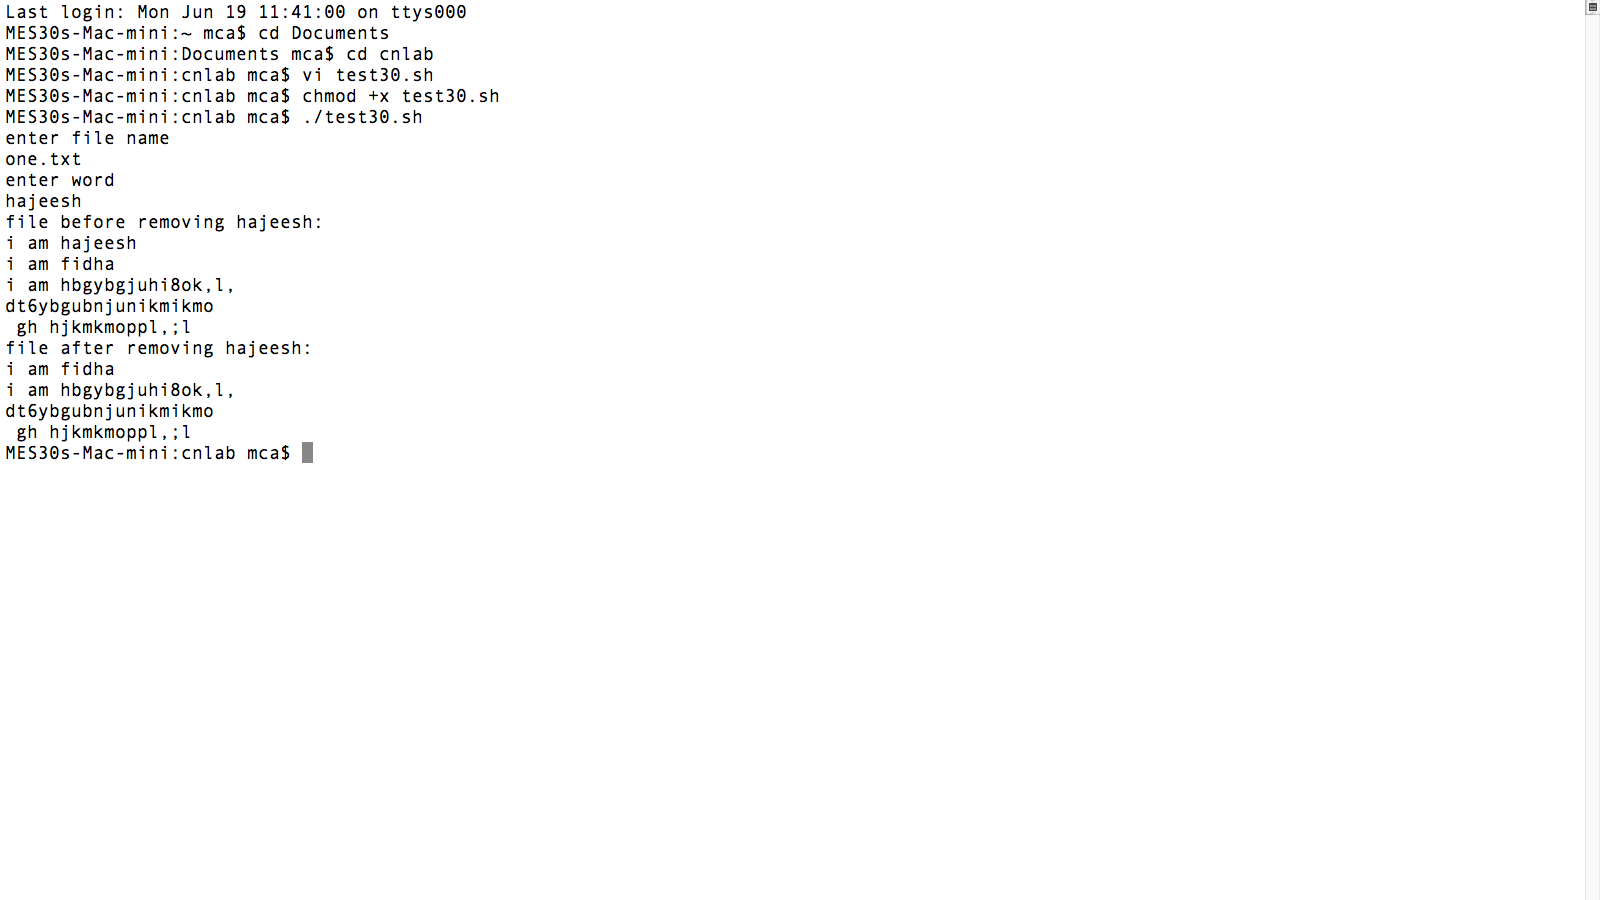 Last login: Mon Jun 19 11:41:00 on ttys000
MES30s-Mac-mini:~ mca$ cd Documents
MES30s-Mac-mini:Documents mca$ cd cnlab
MES30s-Mac-mini:cnlab mca$ vi test30.sh
MES30s-Mac-mini:cnlab mca$ chmod +x test30.sh
MES30s-Mac-mini:cnlab mca$ ./test30.sh
enter file name
one.txt
enter word
hajeesh
file before removing hajeesh:
i am hajeesh
i am fidha
i am hbgybgjuhi8ok,l,
dt6ybgubnjunikmikmo
 gh hjkmkmoppl,;l
file after removing hajeesh:
i am fidha
i am hbgybgjuhi8ok,l,
dt6ybgubnjunikmikmo
 gh hjkmkmoppl,;l
MES30s-Mac-mini:cnlab mca$